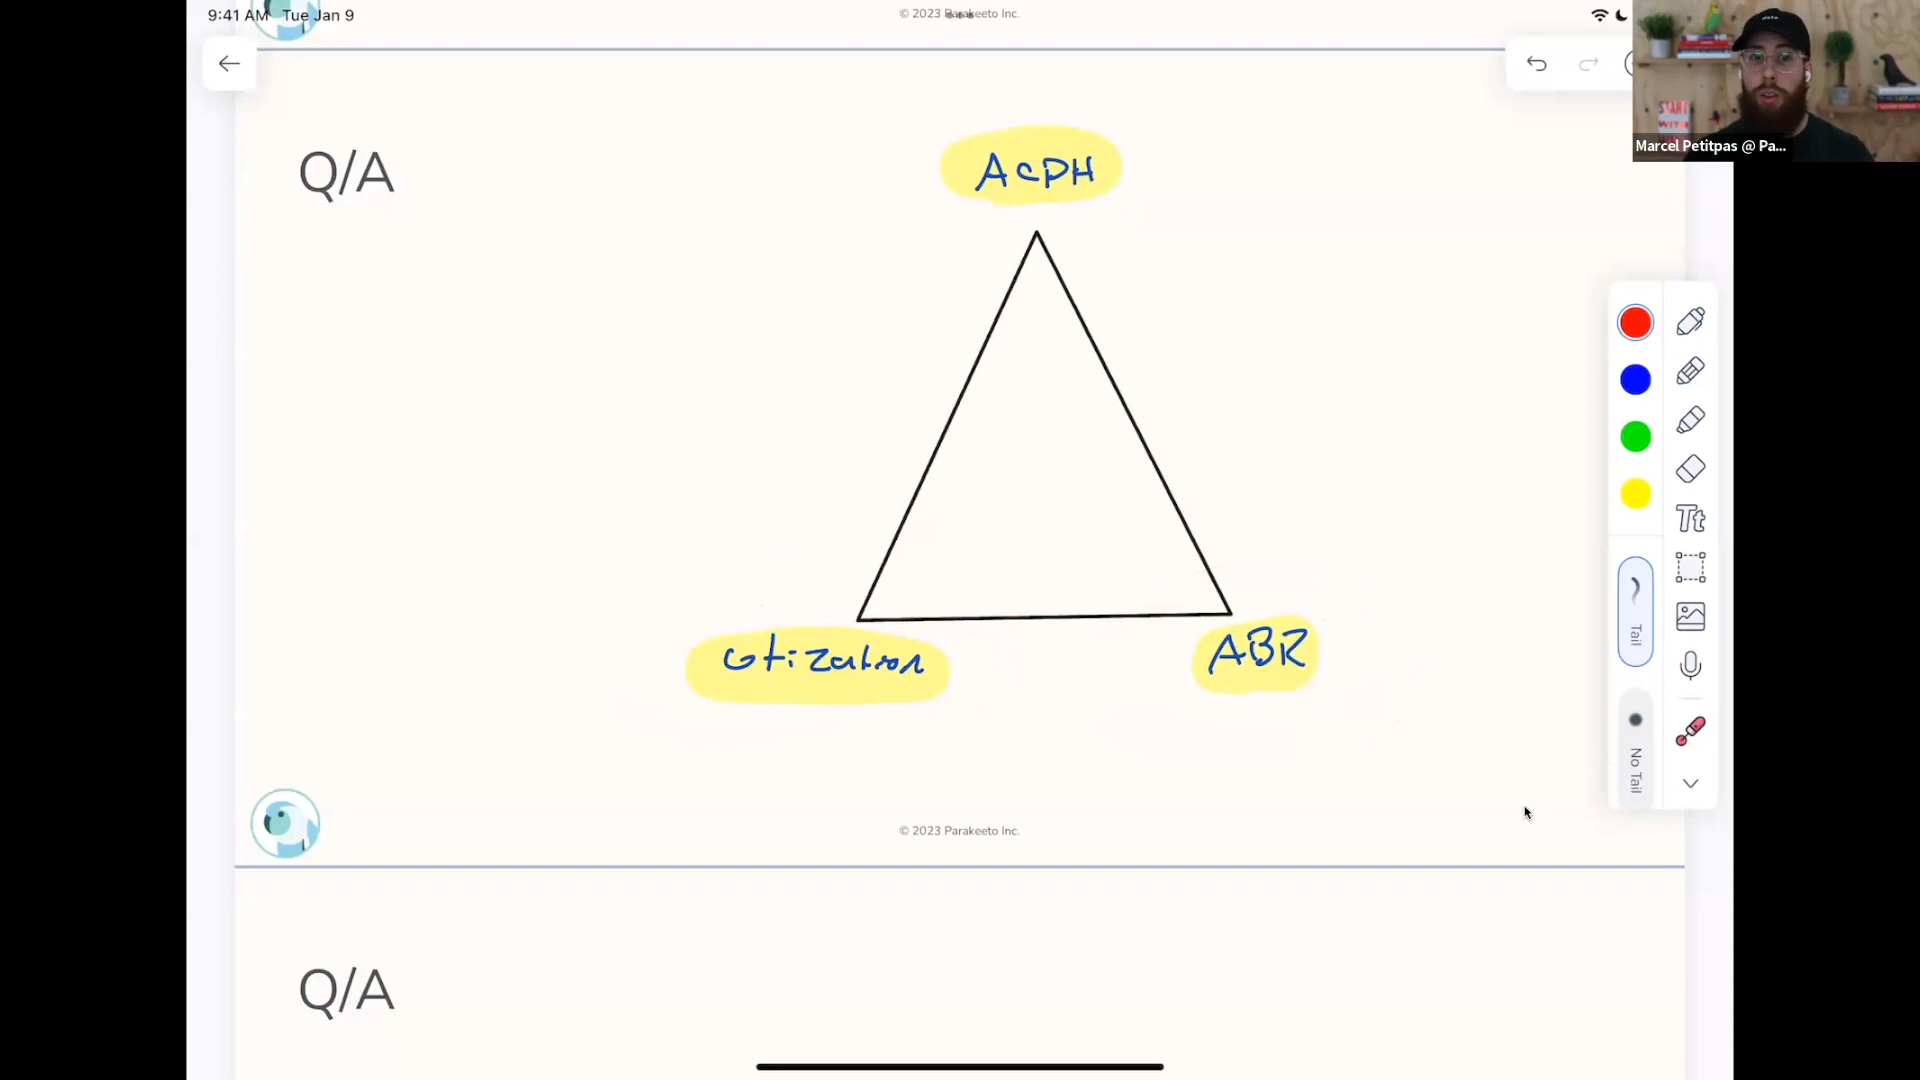 9:41 AM Tue Jan 9
© 2023 Parakeeto Inc.
Marcel Petitpas @ Pa...
Q/A
ACPH
Utilization
ABR
Tt
Tail
No Tail
© 2023 Parakeeto Inc.
Q/A